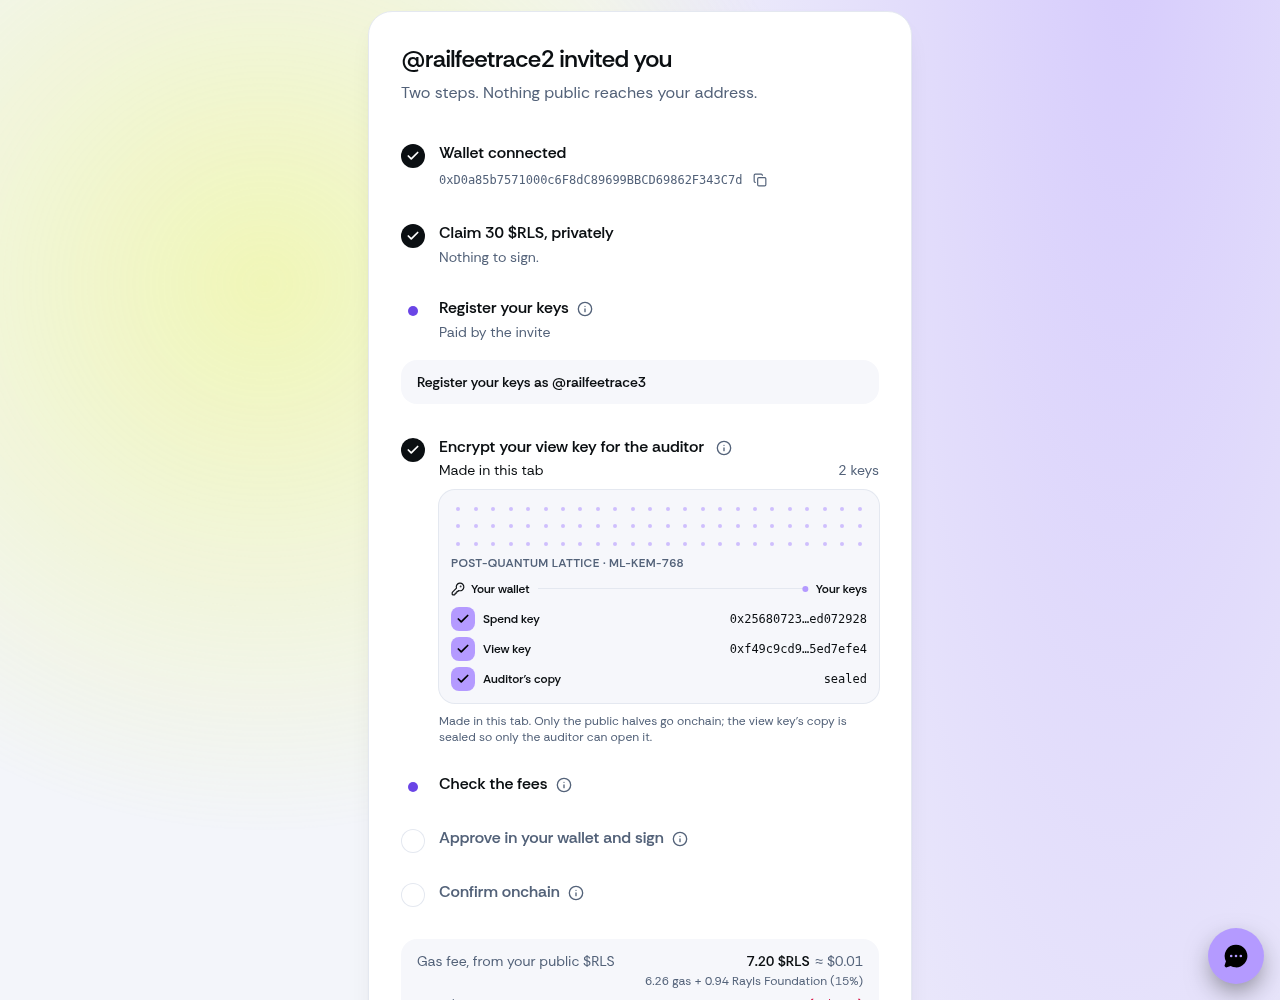 @railfeetrace2 invited you
Two steps. Nothing public reaches your address.
Wallet connected
0xD0a85b7571000c6F8dC89699BBCD69862F343C7d
Claim 30 $RLS, privately
Nothing to sign.
Register your keys
Paid by the invite
Register your keys as @railfeetrace3
Encrypt your view key for the auditor
Made in this tab 2 keys
POST-QUANTUM LATTICE · ML-KEM-768
Your wallet Your keys
Spend key 0x25680723…ed072928
View key 0xf49c9cd9…5ed7efe4
Auditor's copy sealed
Made in this tab. Only the public halves go onchain; the view key's copy is
sealed so only the auditor can open it.
Check the fees
Approve in your wallet and sign
Confirm onchain
Gas fee, from your public $RLS 7.20 $RLS ≈ $0.01
6.26 gas + 0.94 Rayls Foundation (15%)